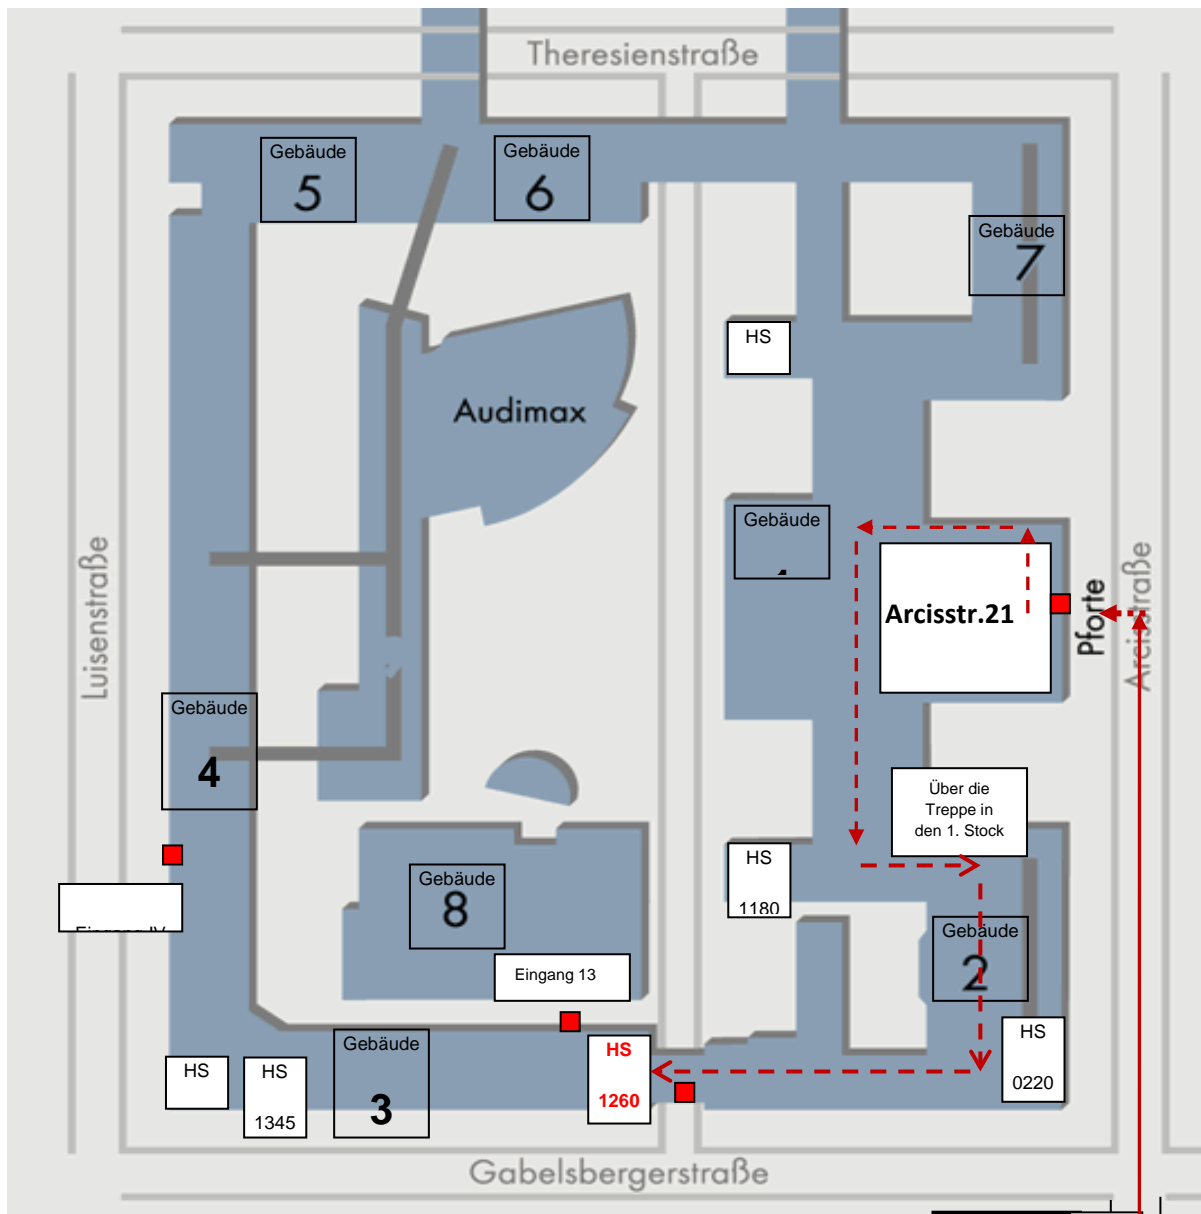 Theresienstraße
Gebäude
5
Gebäude
6
Gebäude
7
HS
Audimax
Gebäude
Arcisstr.21
Pforte
Arcisstraße
Luisenstraße
Gebäude
4
Über die
Treppe in
den 1. Stock
HS
1180
Gebäude
8
Eingang IV
Gebäude
2
Eingang 13
HS
0220
HS
1260
Gebäude
3
HS
HS
1345
Gabelsbergerstraße